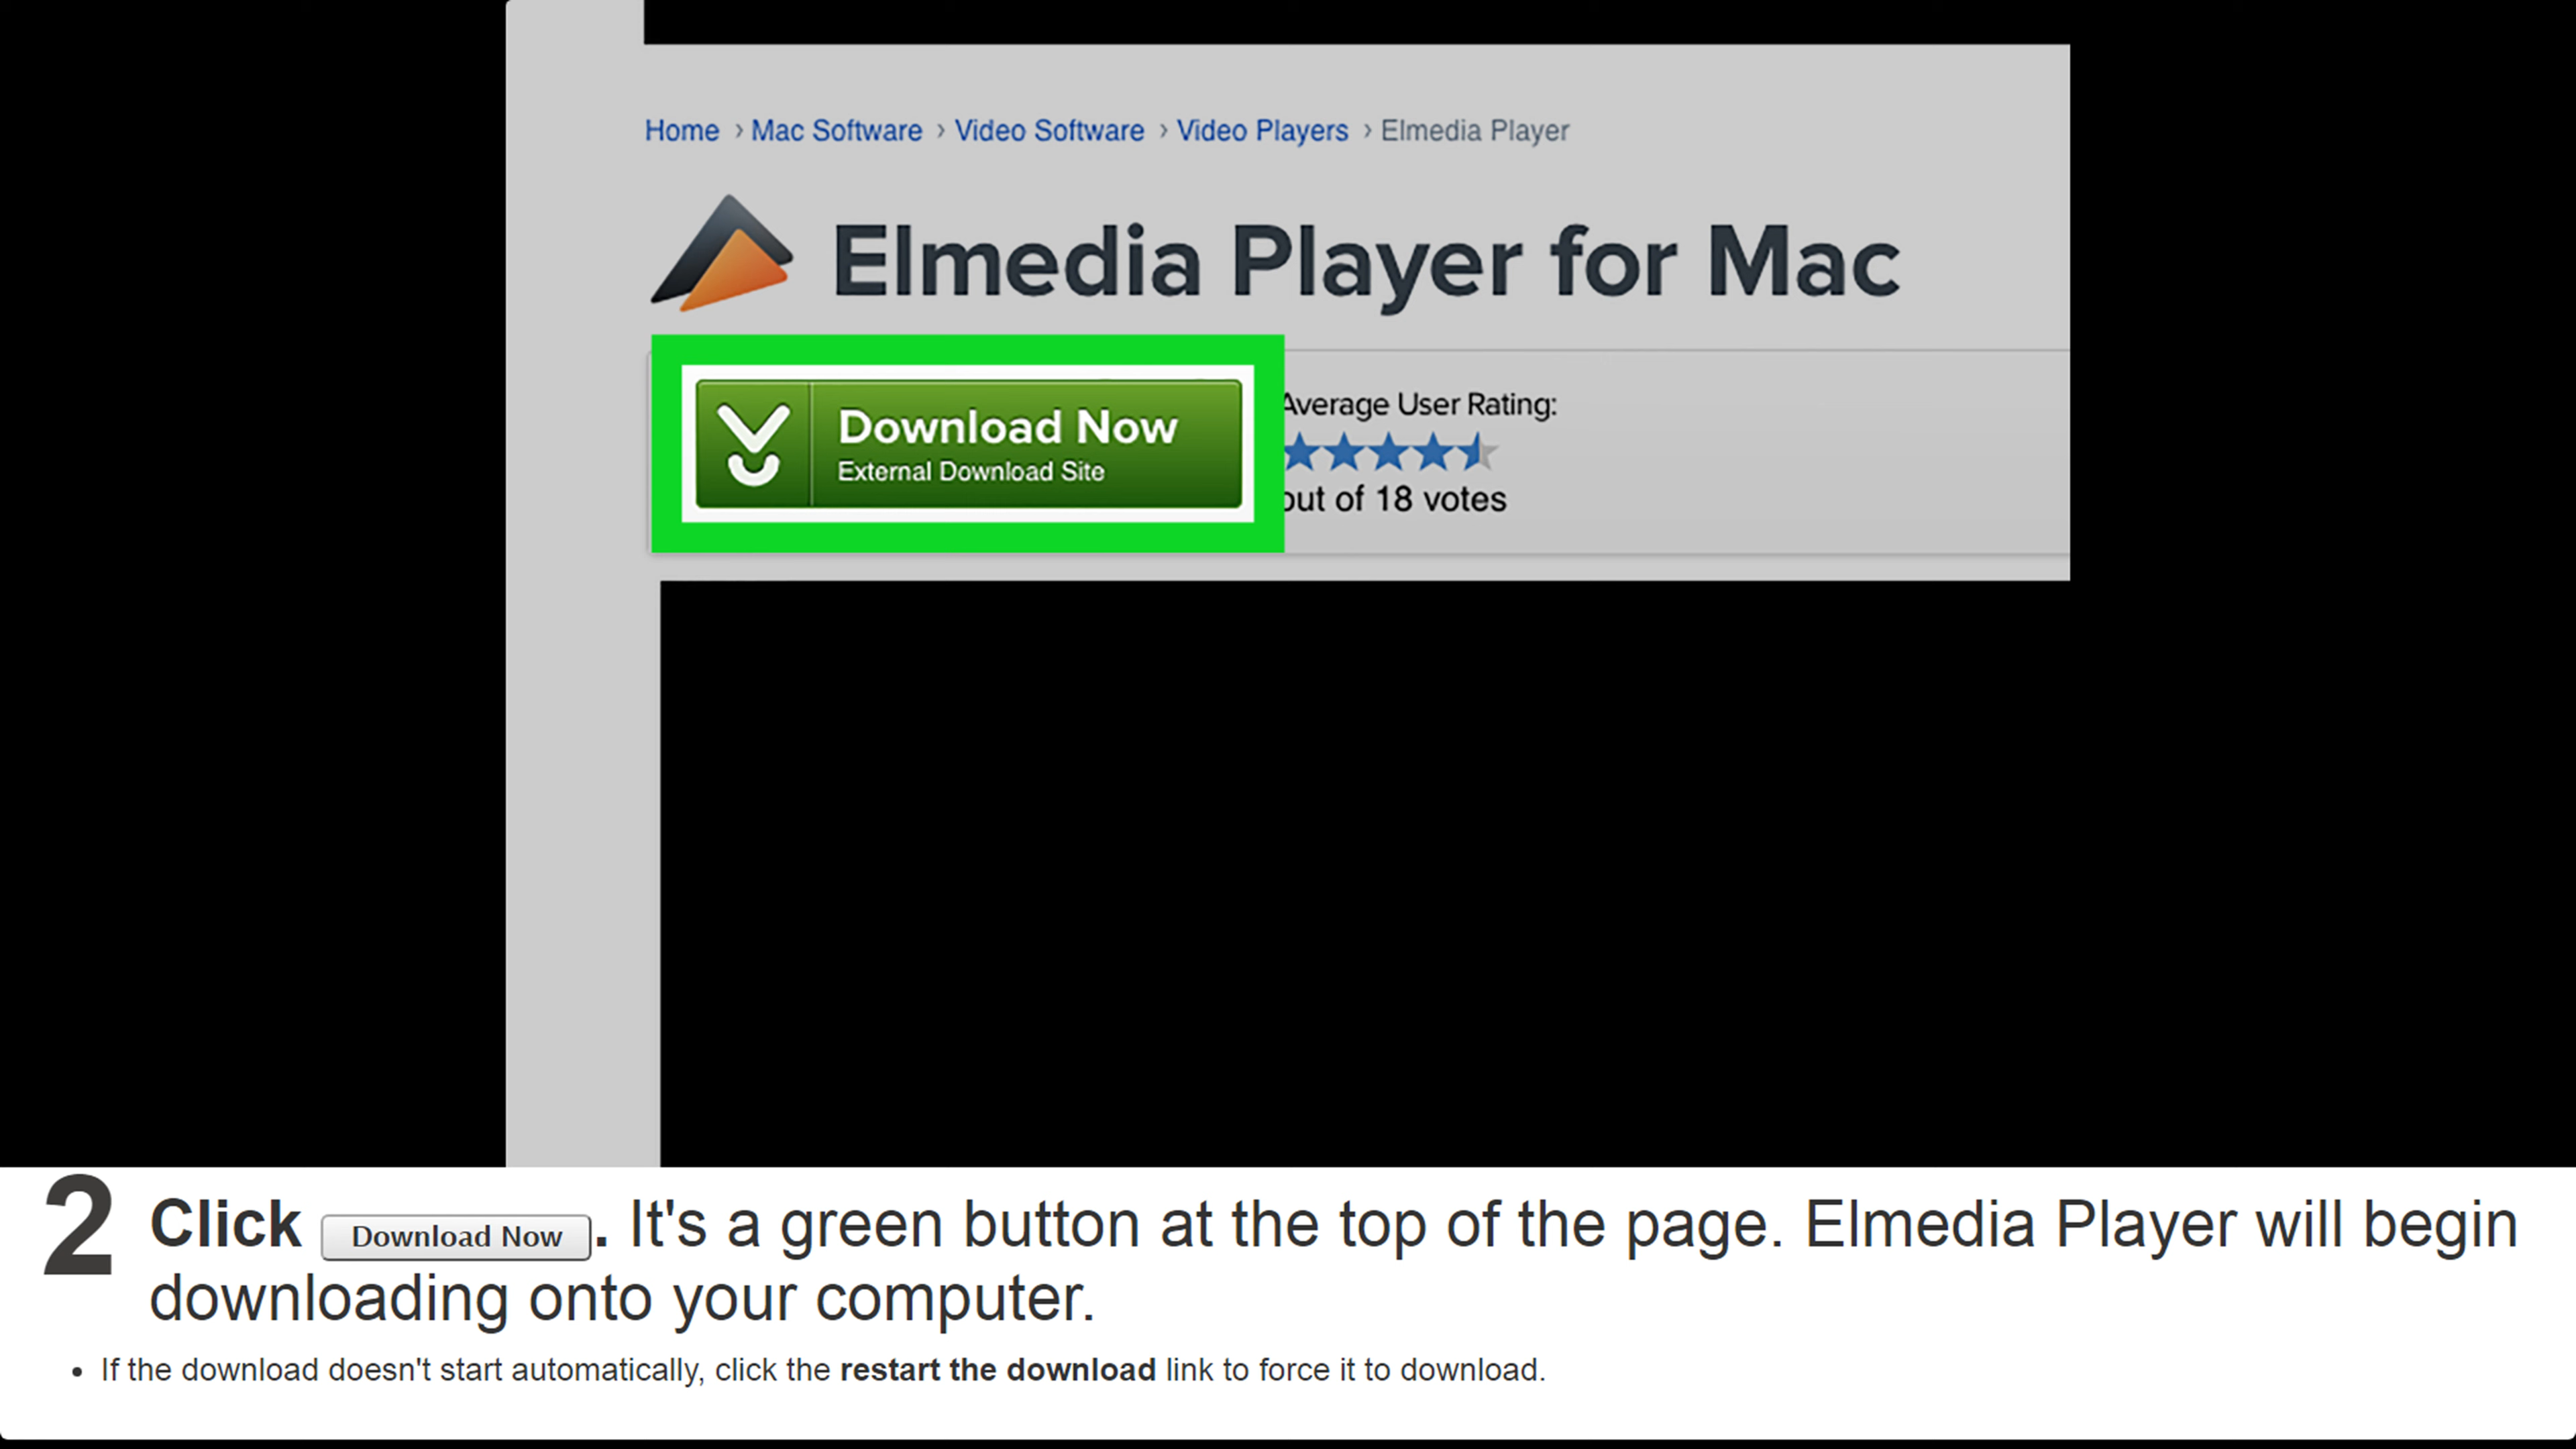 Home › Mac Software › Video Software › Video Players › Elmedia Player
Elmedia Player for Mac
Download Now
External Download Site
Average User Rating:
out of 18 votes
2 Click Download Now. It's a green button at the top of the page. Elmedia Player will begin
downloading onto your computer.
• If the download doesn't start automatically, click the restart the download link to force it to download.